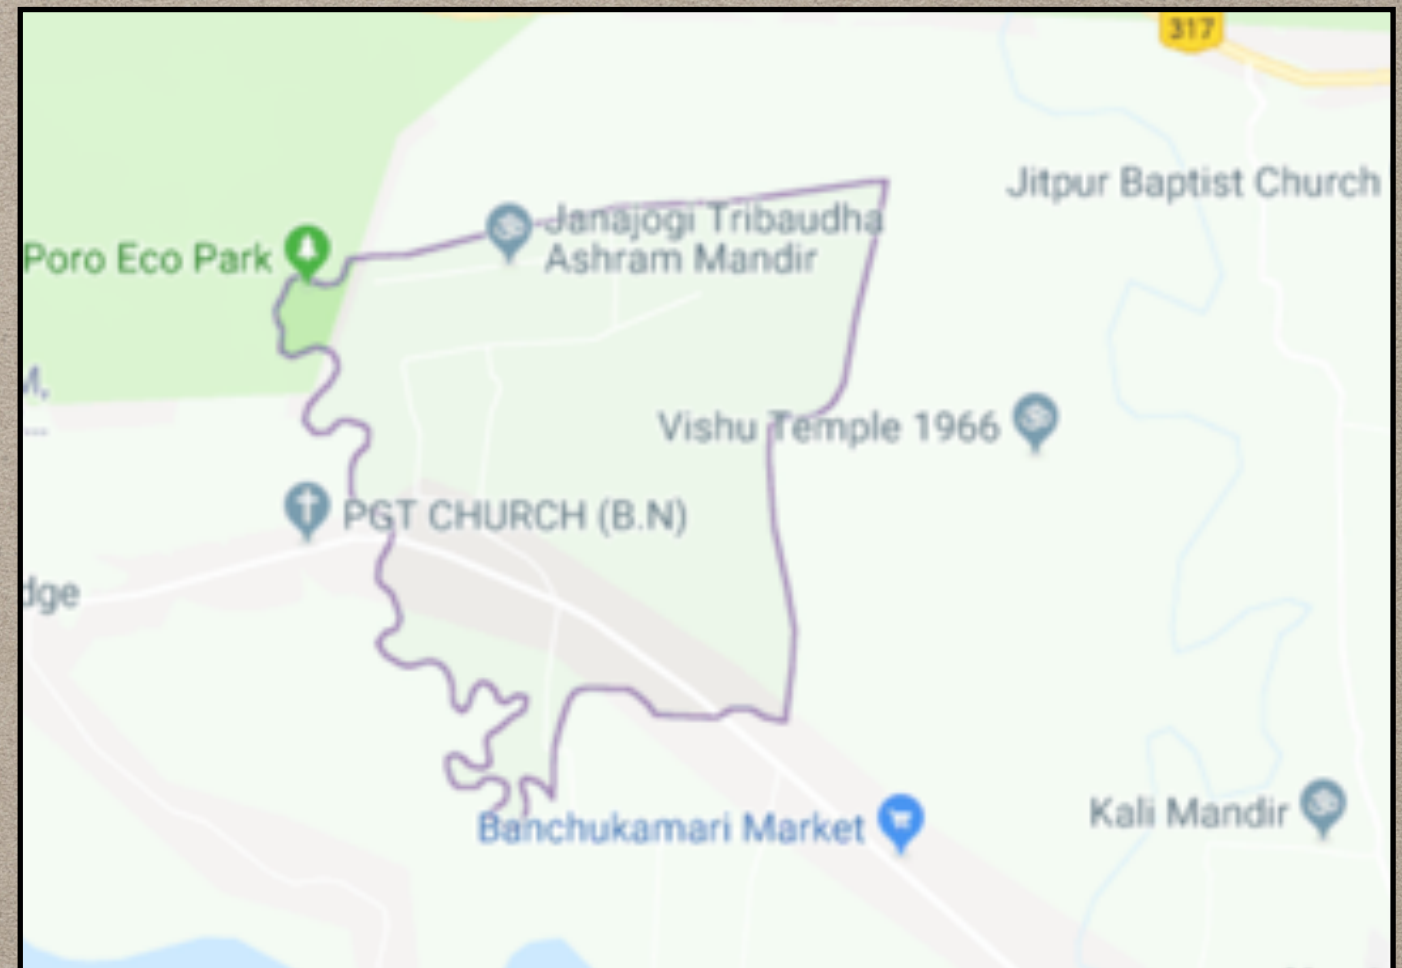 317
Jitpur Baptist Church
Janajogi Tribaudha
Ashram Mandir
Poro Eco Park
Vishu Temple 1966
PGT CHURCH (B.N)
dge
Kali Mandir
Banchukamari Market